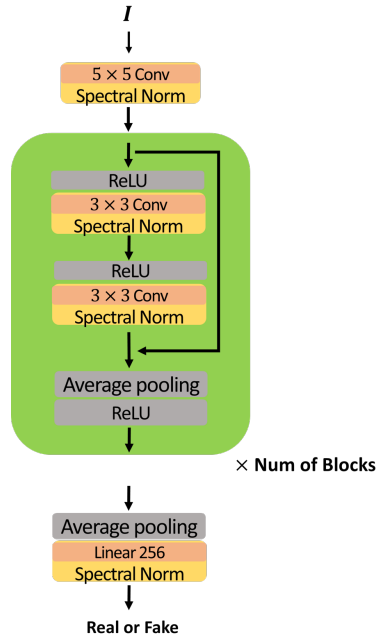 I
5 × 5 Conv
Spectral Norm
ReLU
3 × 3 Conv
Spectral Norm
ReLU
3 × 3 Conv
Spectral Norm
Average pooling
ReLU
× Num of Blocks
Average pooling
Linear 256
Spectral Norm
Real or Fake